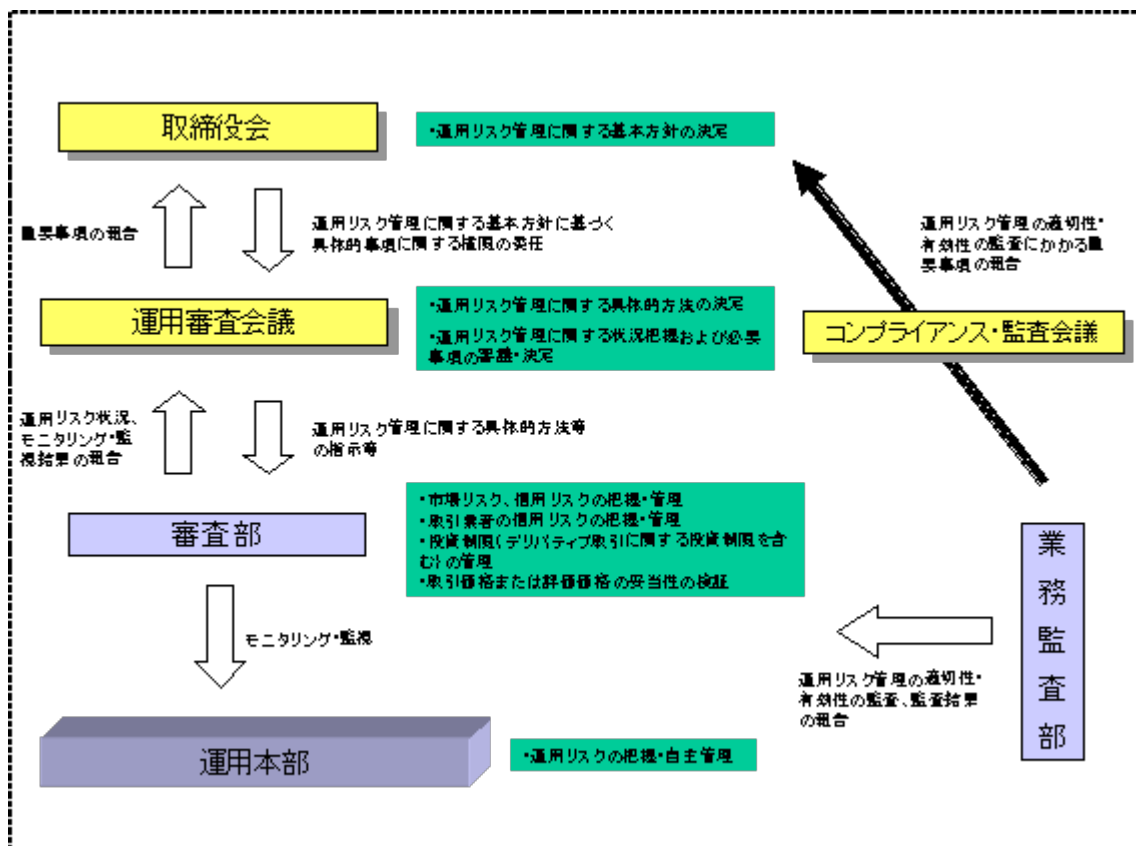 取締役会
・運用リスク管理に関する基本方針の決定
重要事項の報告
運用リスク管理に関する基本方針に基づく
具体的事項に関する権限の委任
運用リスク管理の適切性・
有効性の監査にかかる重
要事項の報告
運用審査会議
・運用リスク管理に関する具体的方法の決定
・運用リスク管理に関する状況把握および必要
事項の審議・決定
コンプライアンス・監査会議
運用リスク状況、
モニタリング・監
視結果の報告
運用リスク管理に関する具体的方法等
の指示等
審査部
・市場リスク、信用リスクの把握・管理
・取引業者の信用リスクの把握・管理
・投資制限(デリバティブ取引に関する投資制限を含
む)の管理
・取引価格または評価価格の妥当性の検証
業務監査部
モニタリング・監視
運用リスク管理の適切性・
有効性の監査、監査結果
の報告
運用本部
・運用リスクの把握・自主管理